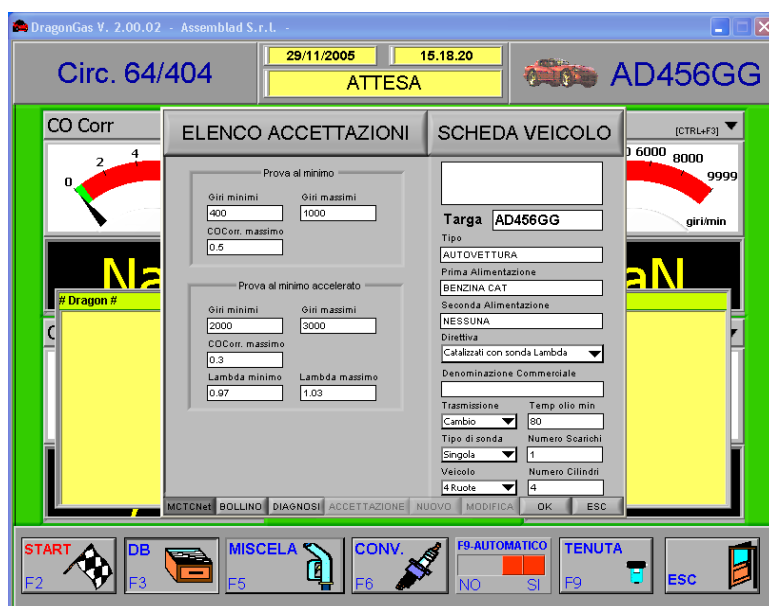 DragonGas V. 2.00.02 - Assemblad S.r.l. -
Circ. 64/404
29/11/2005 15.18.20
ATTESA
AD456GG
CO Corr
[CTRL+F3]
0 2 4
6000 8000 9999
giri/min
Na
aN
# Dragon #
ELENCO ACCETTAZIONI
Prova al minimo
Giri minimi Giri massimi
400 1000
COCorr. massimo
0.5
Prova al minimo accelerato
Giri minimi Giri massimi
2000 3000
COCorr. massimo
0.3
Lambda minimo Lambda massimo
0.97 1.03
SCHEDA VEICOLO
Targa AD456GG
Tipo
AUTOVETTURA
Prima Alimentazione
BENZINA CAT
Seconda Alimentazione
NESSUNA
Direttiva
Catalizzati con sonda Lambda
Denominazione Commerciale
Trasmissione Temp olio min
Cambio 80
Tipo di sonda Numero Scarichi
Singola 1
Veicolo Numero Cilindri
4 Ruote 4
MCTCNet BOLLINO DIAGNOSI ACCETTAZIONE NUOVO MODIFICA OK ESC
START F2
DB F3
MISCELA F5
CONV. F6
F9-AUTOMATICO NO SI
TENUTA F9
ESC